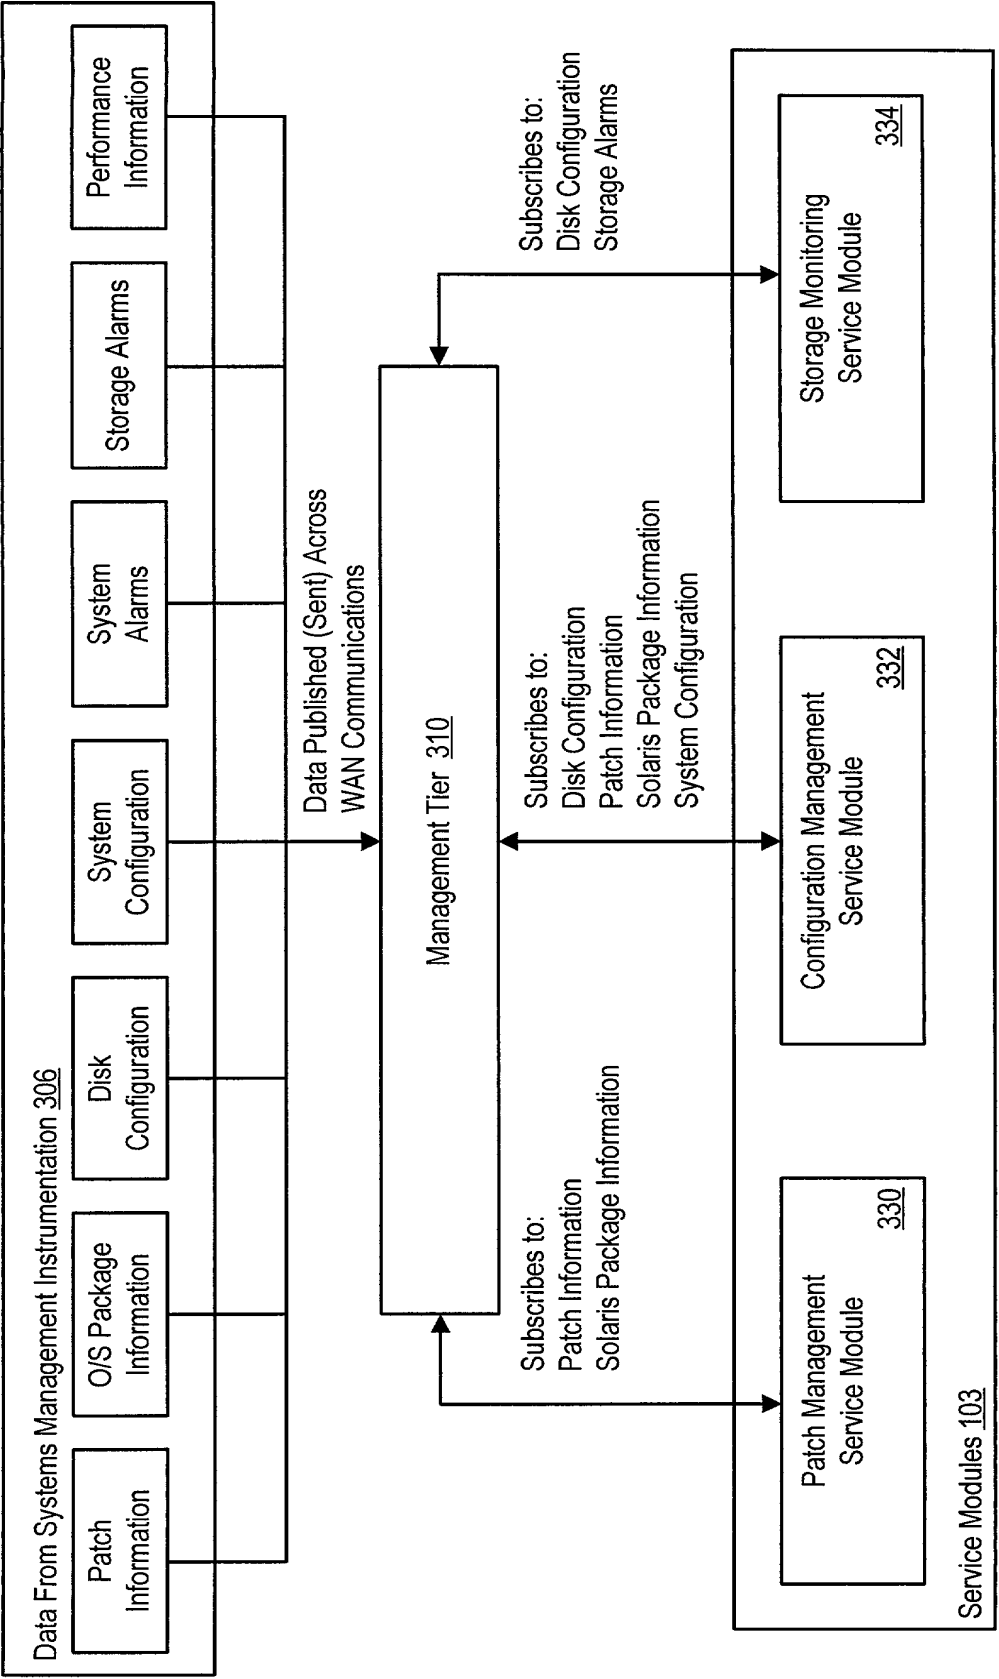 Data From Systems Management Instrumentation 306
Patch
Information
O/S Package
Information
Disk
Configuration
System
Configuration
System
Alarms
Storage Alarms
Performance
Information
Data Published (Sent) Across
WAN Communications
Management Tier 310
Subscribes to:
Patch Information
Solaris Package Information
Subscribes to:
Disk Configuration
Patch Information
Solaris Package Information
System Configuration
Subscribes to:
Disk Configuration
Storage Alarms
Patch Management
Service Module
330
Configuration Management
Service Module
332
Storage Monitoring
Service Module
334
Service Modules 103